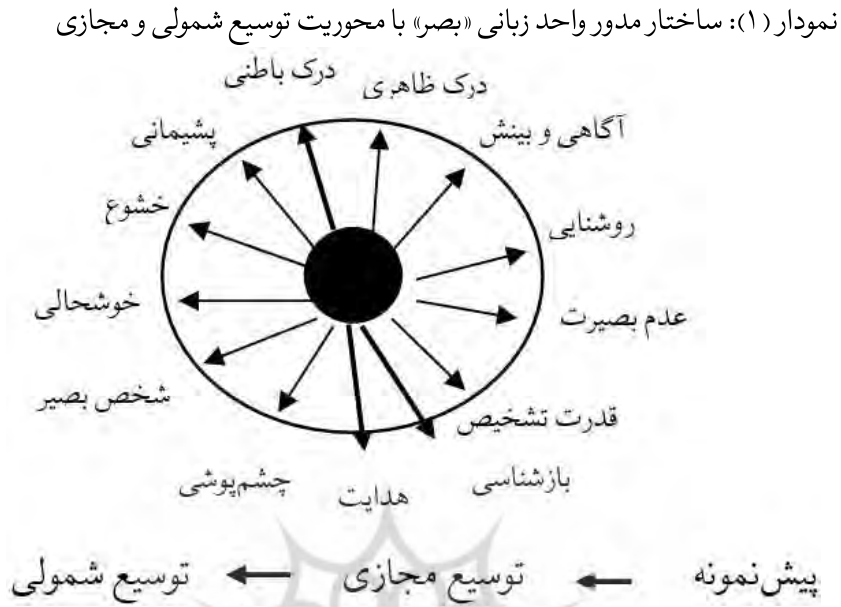 نمودار (۱): ساختار مدور واحد زبانی «بصر» با محوریت توسیع شمولی و مجازی
درک باطنی
درک ظاهری
پشیمانی
آگاهی و بینش
خشوع
روشنایی
خوشحالی
عدم بصیرت
شخص بصیر
قدرت تشخیص
چشم‌پوشی
هدایت
بازشناسی
پیش‌نمونه توسیع مجازی توسیع شمولی